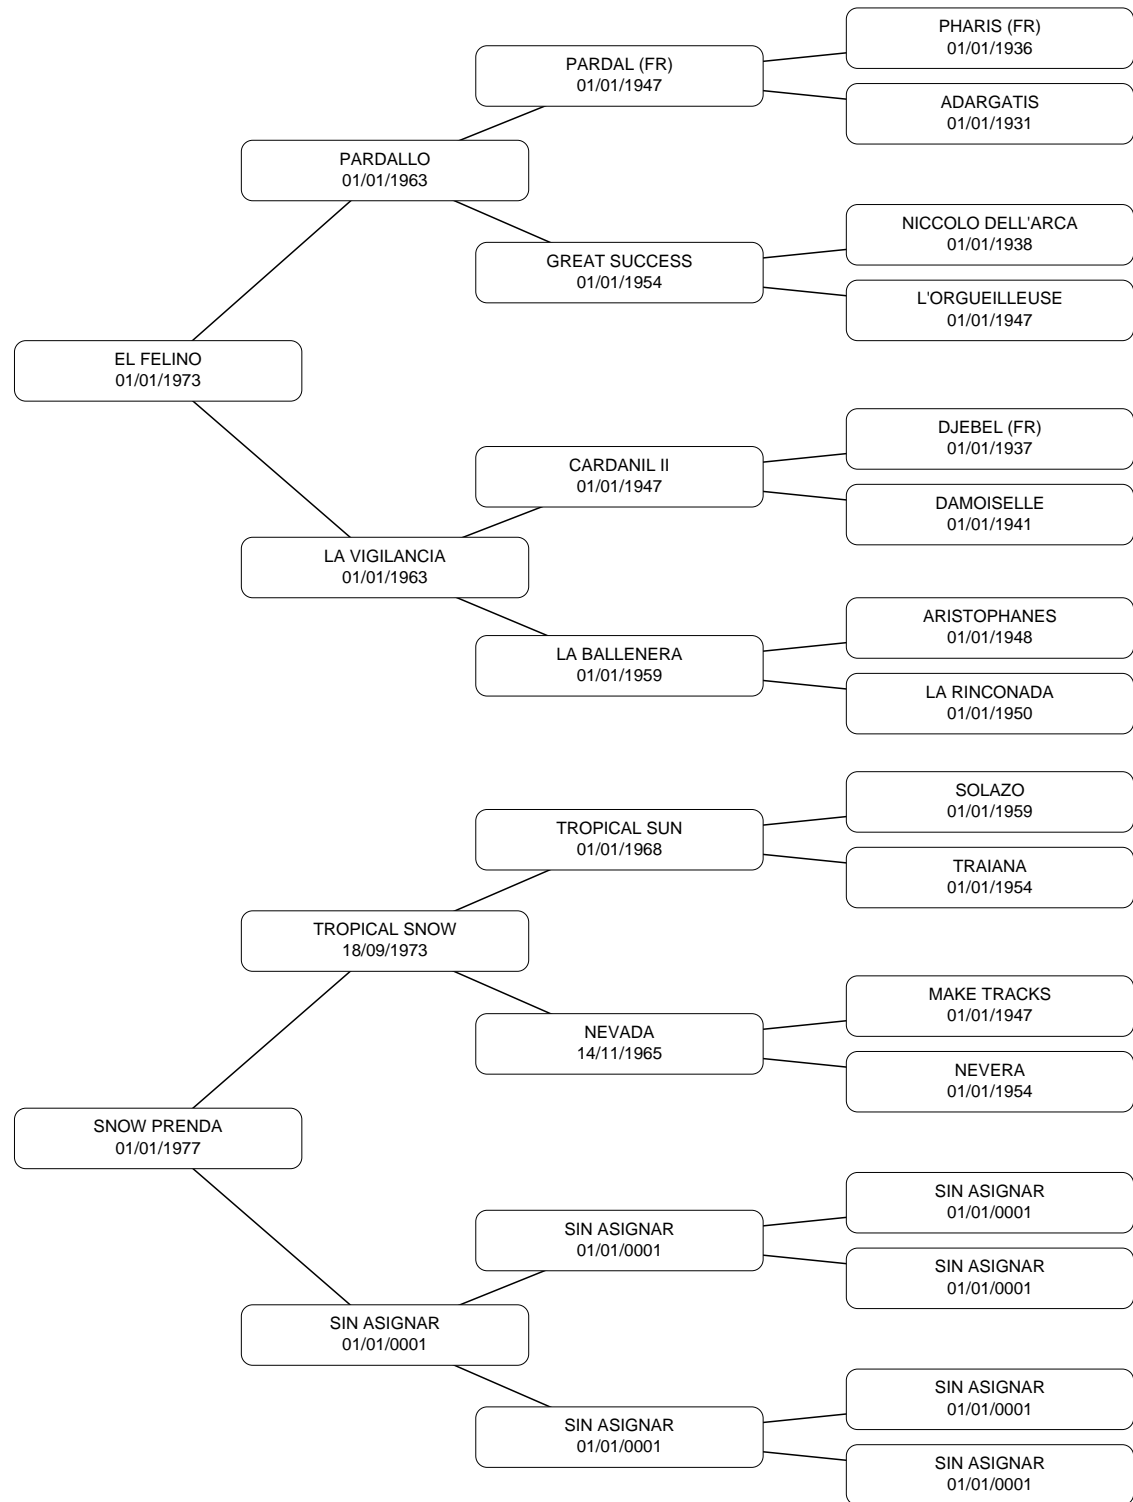 PHARIS (FR)
01/01/1936
PARDAL (FR)
01/01/1947
ADARGATIS
01/01/1931
PARDALLO
01/01/1963
NICCOLO DELL'ARCA
01/01/1938
GREAT SUCCESS
01/01/1954
L'ORGUEILLEUSE
01/01/1947
EL FELINO
01/01/1973
DJEBEL (FR)
01/01/1937
CARDANIL II
01/01/1947
DAMOISELLE
01/01/1941
LA VIGILANCIA
01/01/1963
ARISTOPHANES
01/01/1948
LA BALLENERA
01/01/1959
LA RINCONADA
01/01/1950
SOLAZO
01/01/1959
TROPICAL SUN
01/01/1968
TRAIANA
01/01/1954
TROPICAL SNOW
18/09/1973
MAKE TRACKS
01/01/1947
NEVADA
14/11/1965
NEVERA
01/01/1954
SNOW PRENDA
01/01/1977
SIN ASIGNAR
01/01/0001
SIN ASIGNAR
01/01/0001
SIN ASIGNAR
01/01/0001
SIN ASIGNAR
01/01/0001
SIN ASIGNAR
01/01/0001
SIN ASIGNAR
01/01/0001
SIN ASIGNAR
01/01/0001